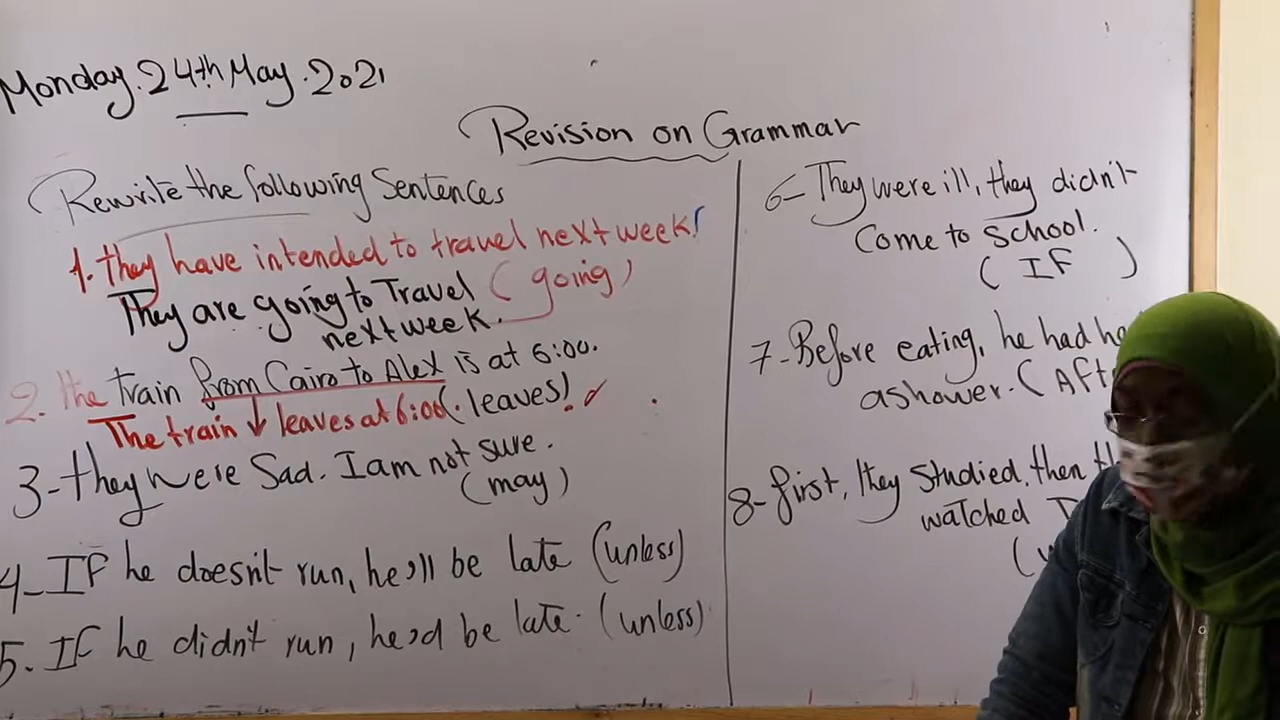 Monday. 24th May. 2021
Revision on Grammar
Rewrite the following Sentences
1. they have intended to travel next week!
(going)
They are going to Travel
next week.
2. The train from Cairo to Alex is at 6:00.
(leaves!)
The train ↓ leaves at 6:00.
3- they were Sad. I am not sure.
(may)
4- If he doesn't run, he'll be late (unless)
5. If he didn't run, he'd be late. (unless)
6- They were ill, they didn't
Come to school.
(IF)
7- Before eating, he had
a shower. (
8- first, they studied, then
watched